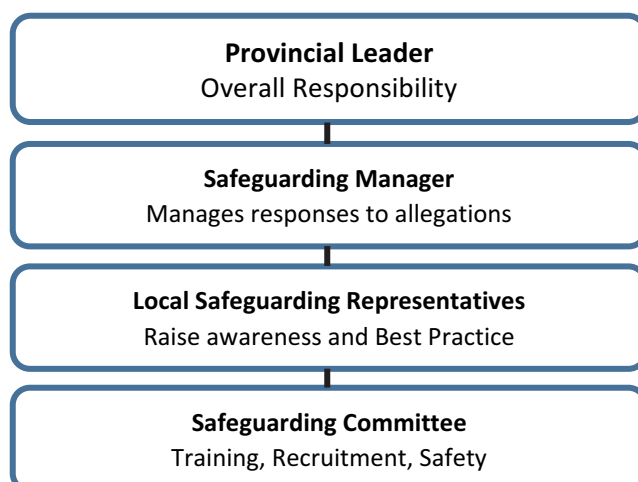 Provincial Leader
Overall Responsibility
Safeguarding Manager
Manages responses to allegations
Local Safeguarding Representatives
Raise awareness and Best Practice
Safeguarding Committee
Training, Recruitment, Safety